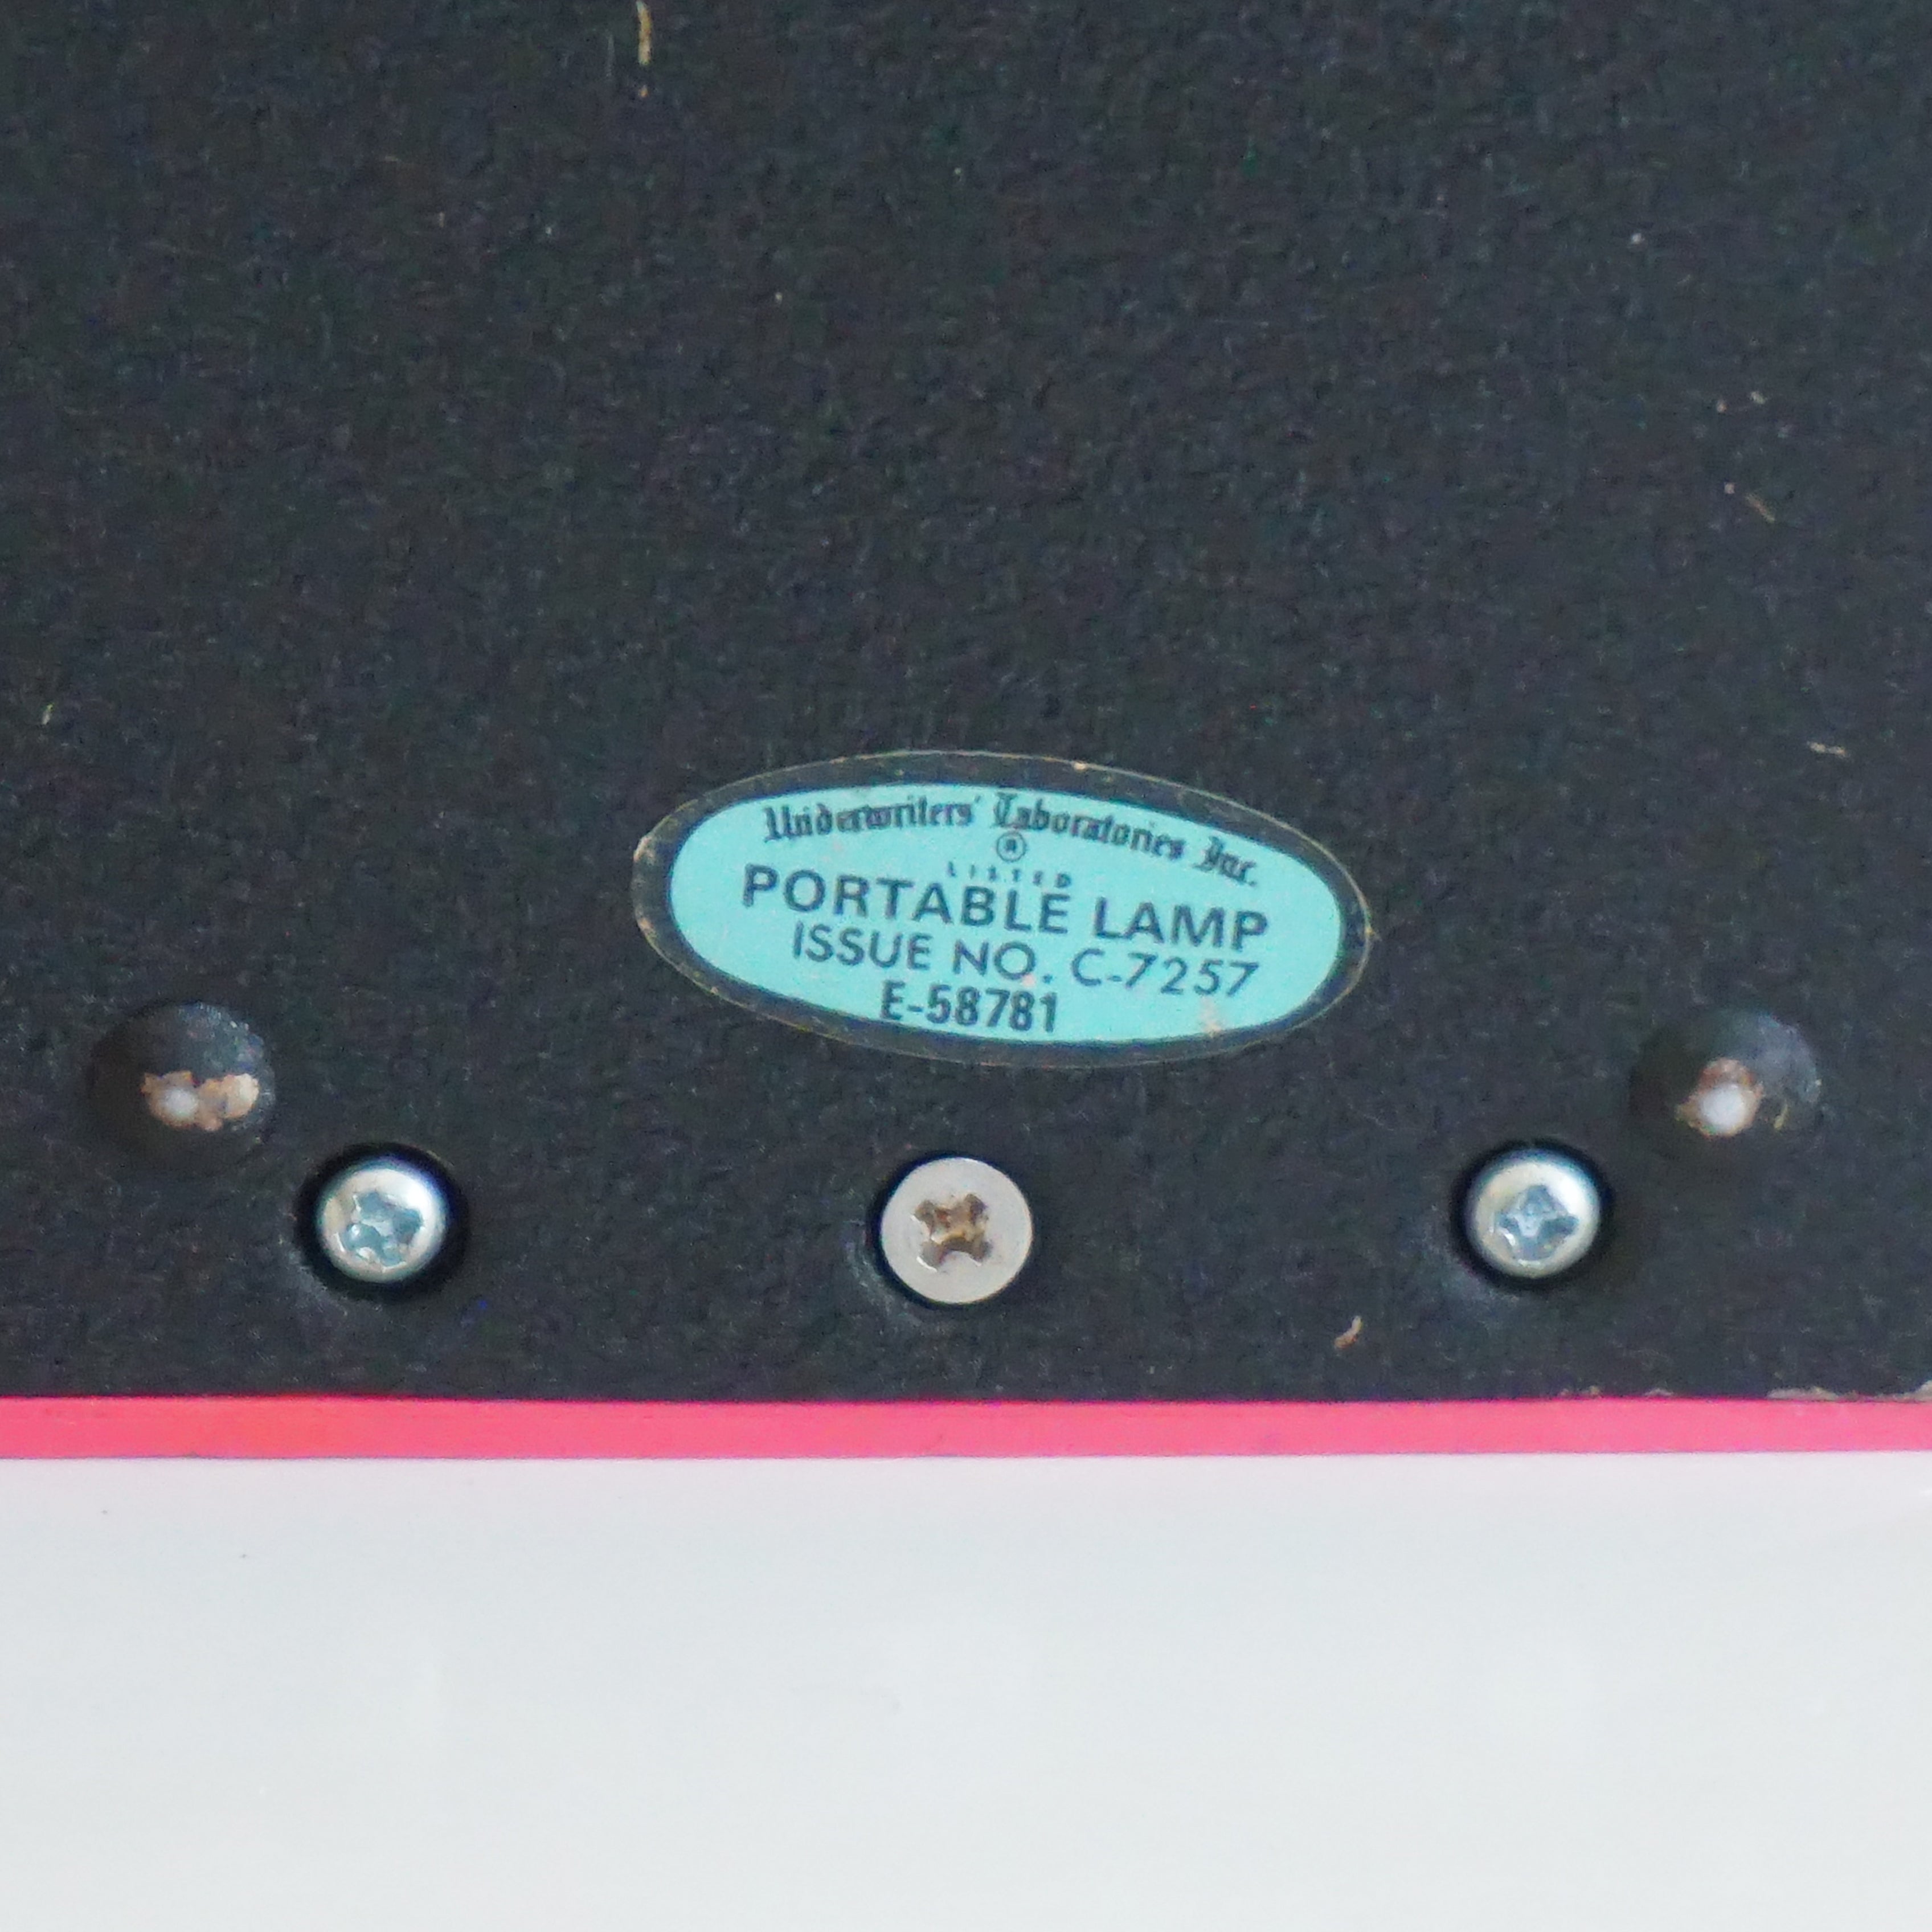 Underwriters' Laboratories Inc.
®
LISTED
PORTABLE LAMP
ISSUE NO. C-7257
E-58781